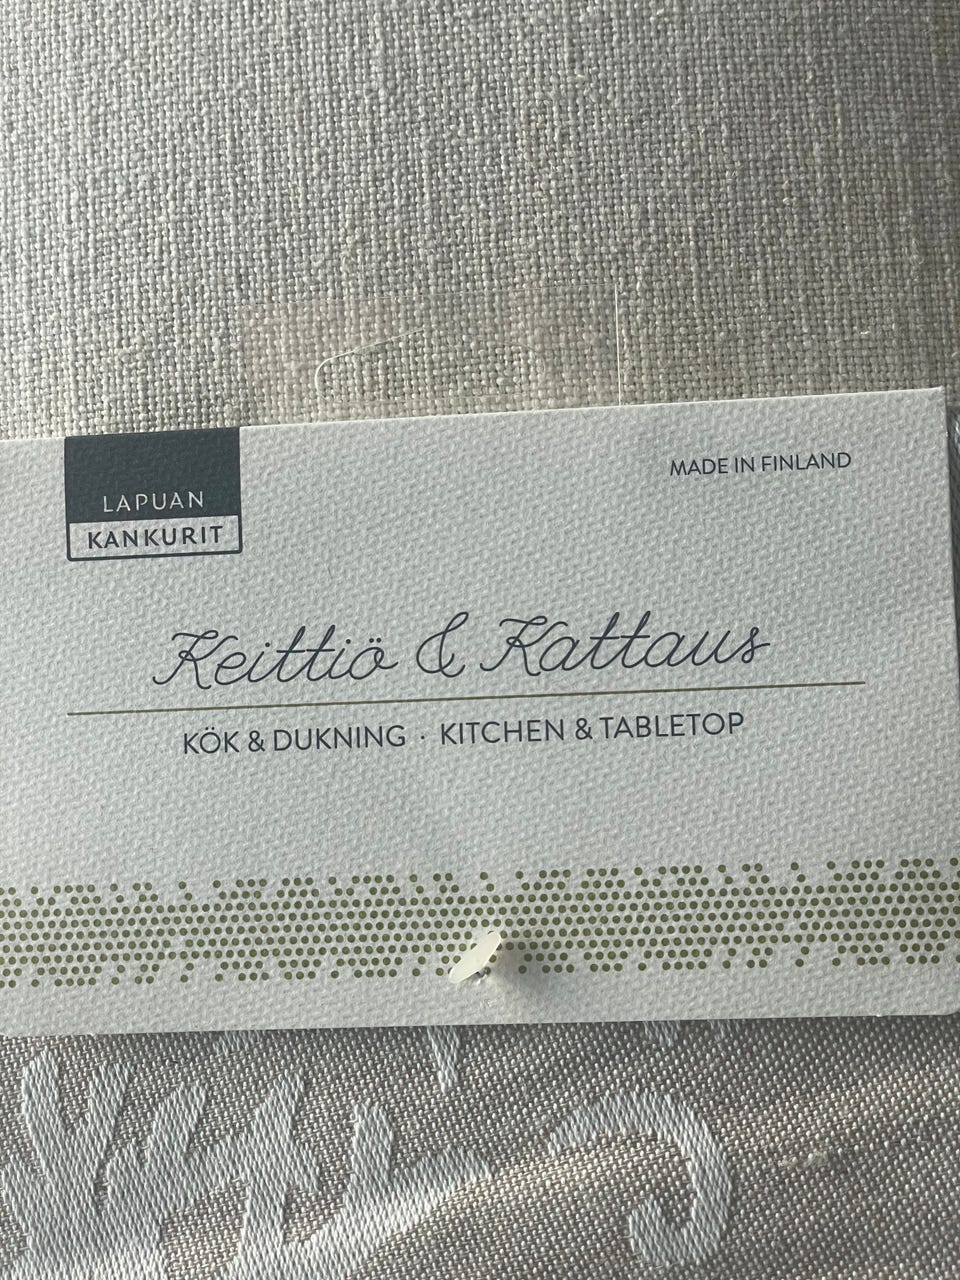 LAPUAN
KANKURIT
MADE IN FINLAND
Keittiö & Kattaus
KÖK & DUKNING · KITCHEN & TABLETOP